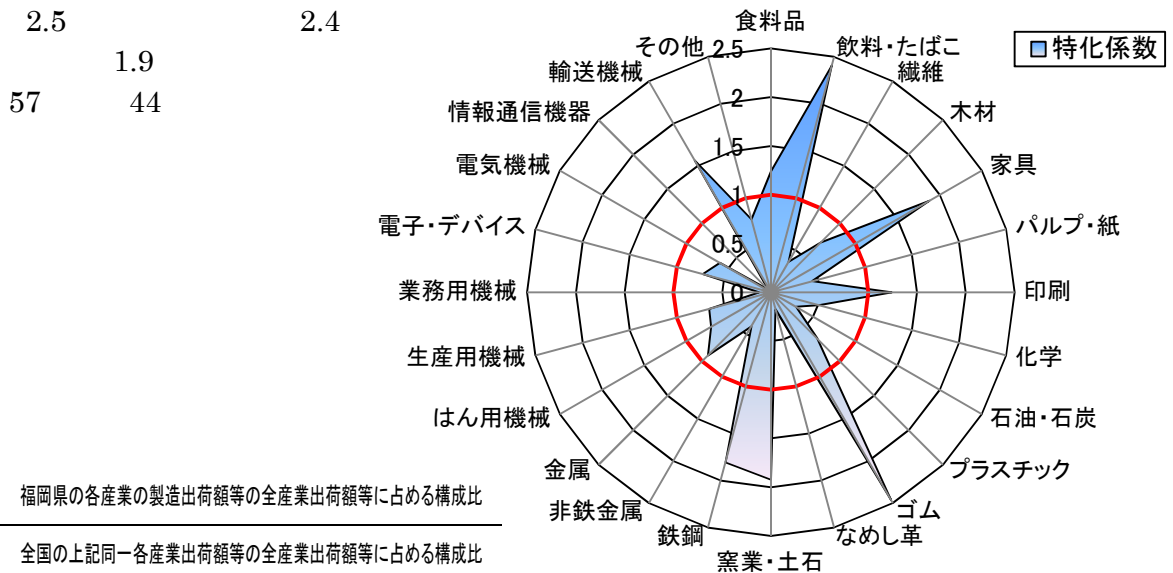 2.5 2.4
1.9
57 44
特化係数
食料品
飲料・たばこ
繊維
木材
家具
パルプ・紙
印刷
化学
石油・石炭
プラスチック
ゴム
なめし革
窯業・土石
鉄鋼
非鉄金属
金属
はん用機械
生産用機械
業務用機械
電子・デバイス
電気機械
情報通信機器
輸送機械
その他
2.5
2
1.5
1
0.5
0
福岡県の各産業の製造出荷額等の全産業出荷額等に占める構成比
全国の上記同一各産業出荷額等の全産業出荷額等に占める構成比